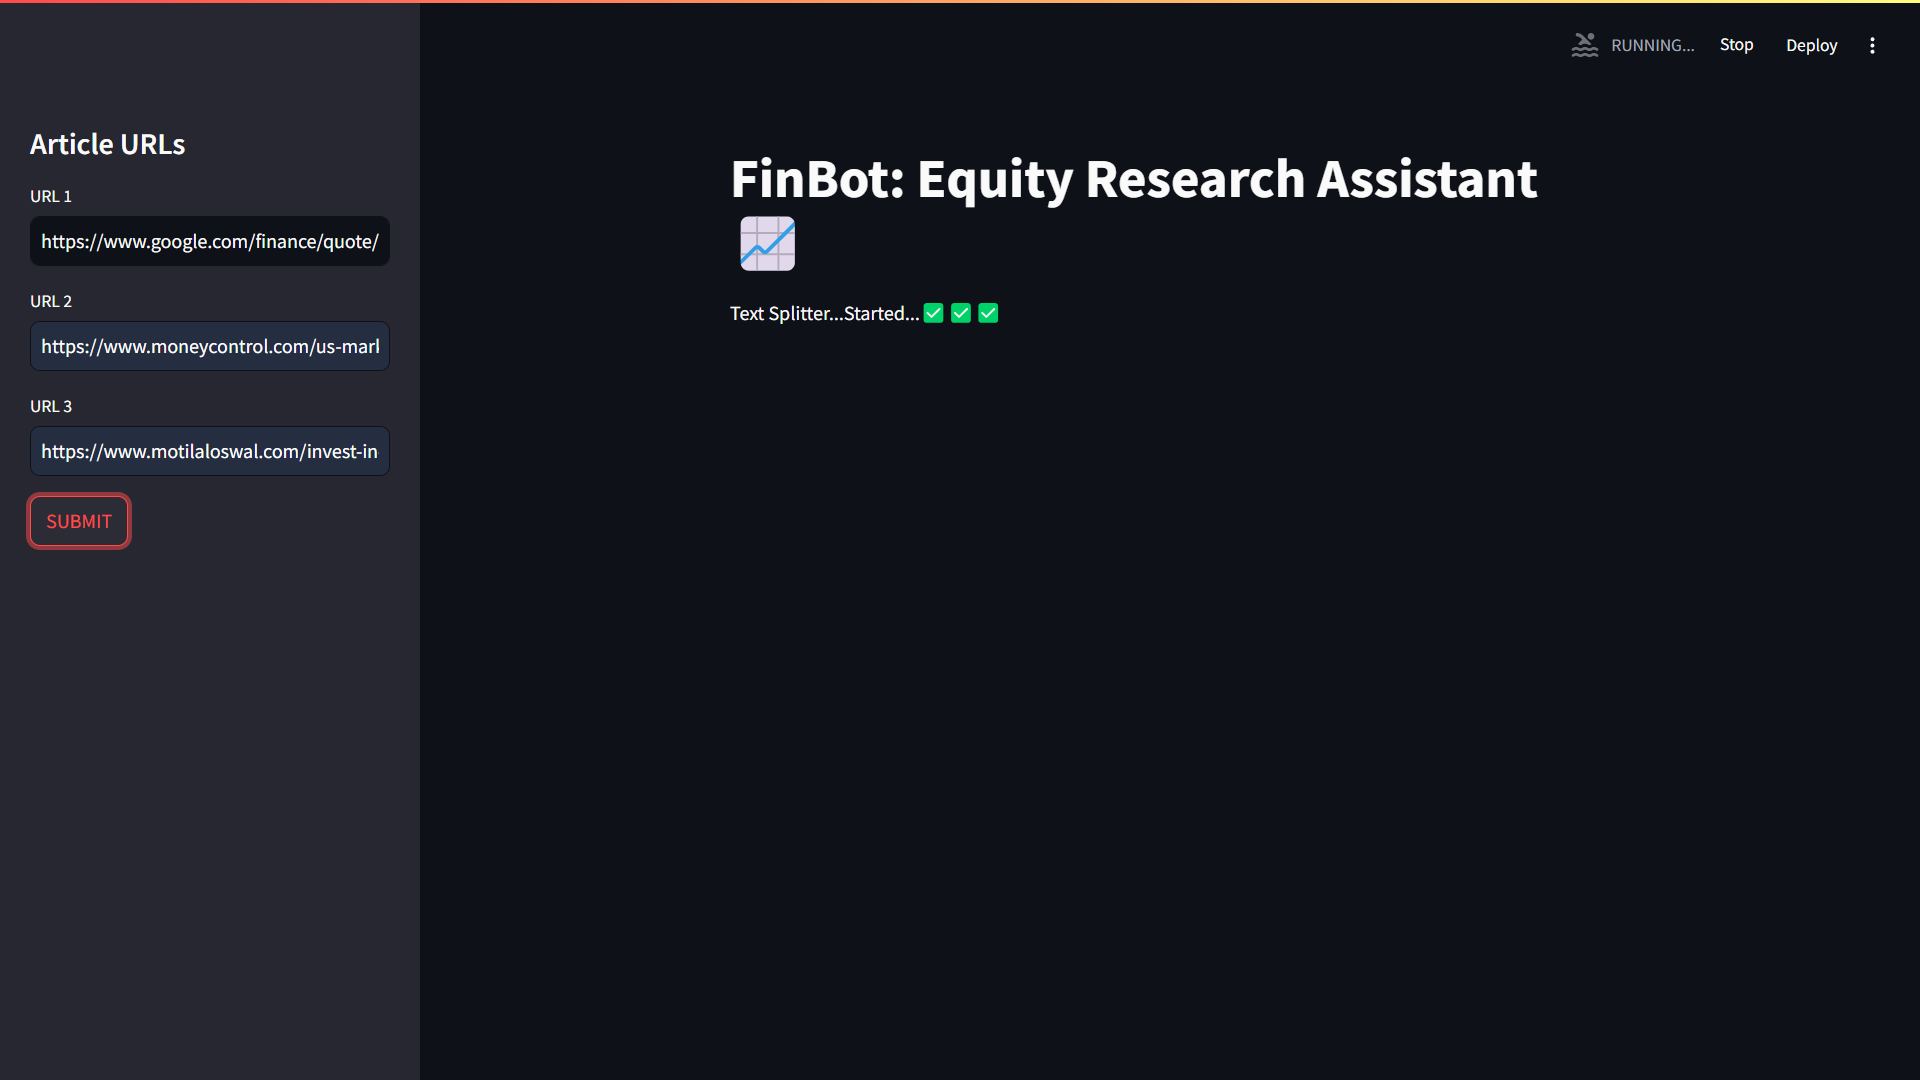 RUNNING...
Stop
Deploy
Article URLs
URL 1
https://www.google.com/finance/quote/
URL 2
https://www.moneycontrol.com/us-mark
URL 3
https://www.motilaloswal.com/invest-in
SUBMIT
FinBot: Equity Research Assistant
Text Splitter...Started...✅ ✅ ✅